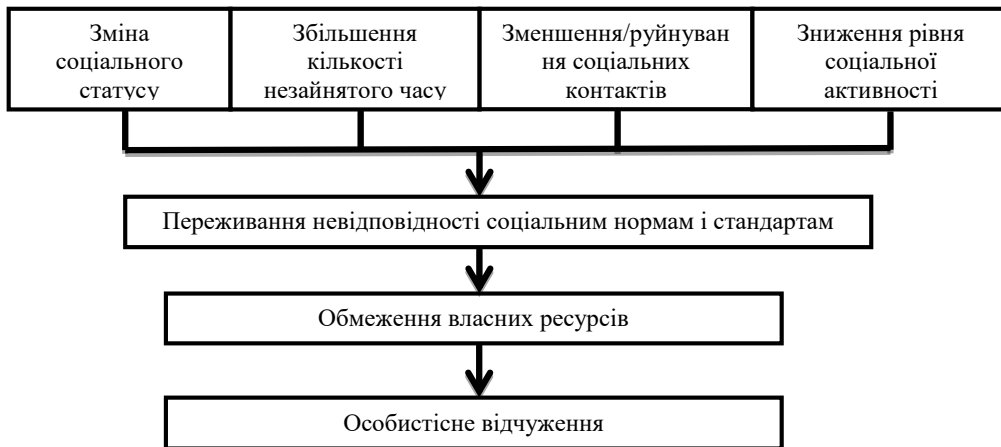 Зміна
соціального
статусу
Збільшення
кількості
незайнятого часу
Зменшення/руйнуван
ня соціальних
контактів
Зниження рівня
соціальної
активності
Переживання невідповідності соціальним нормам і стандартам
Обмеження власних ресурсів
Особистісне відчуження